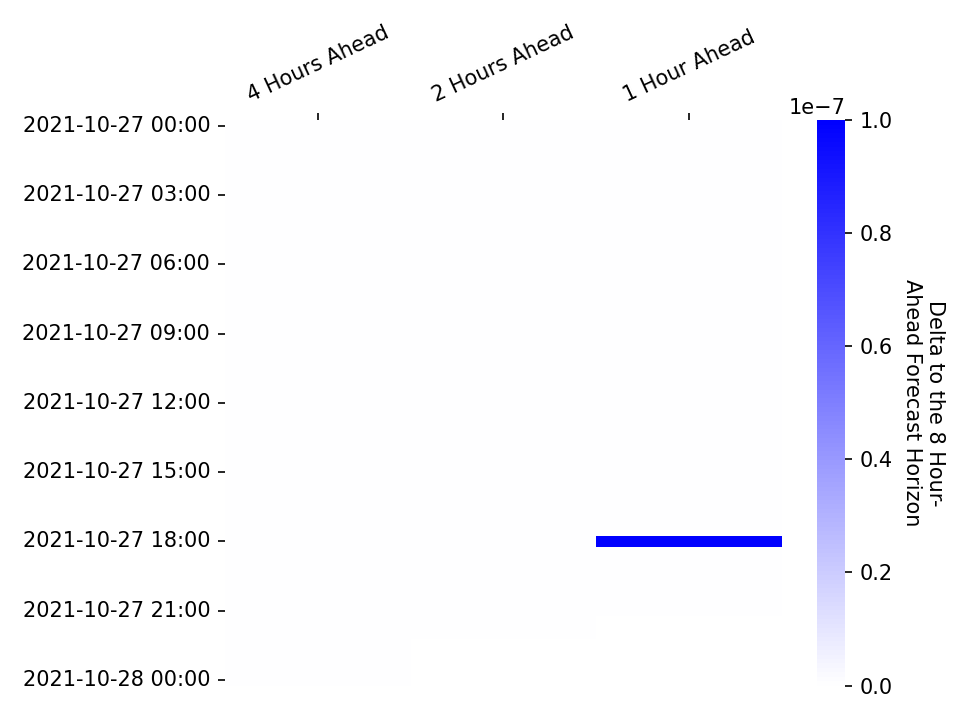 4 Hours Ahead
2 Hours Ahead
1 Hour Ahead
1e−7
2021-10-27 00:00
2021-10-27 03:00
2021-10-27 06:00
2021-10-27 09:00
2021-10-27 12:00
2021-10-27 15:00
2021-10-27 18:00
2021-10-27 21:00
2021-10-28 00:00
1.0
0.8
0.6
0.4
0.2
0.0
Delta to the 8 Hour-
Ahead Forecast Horizon